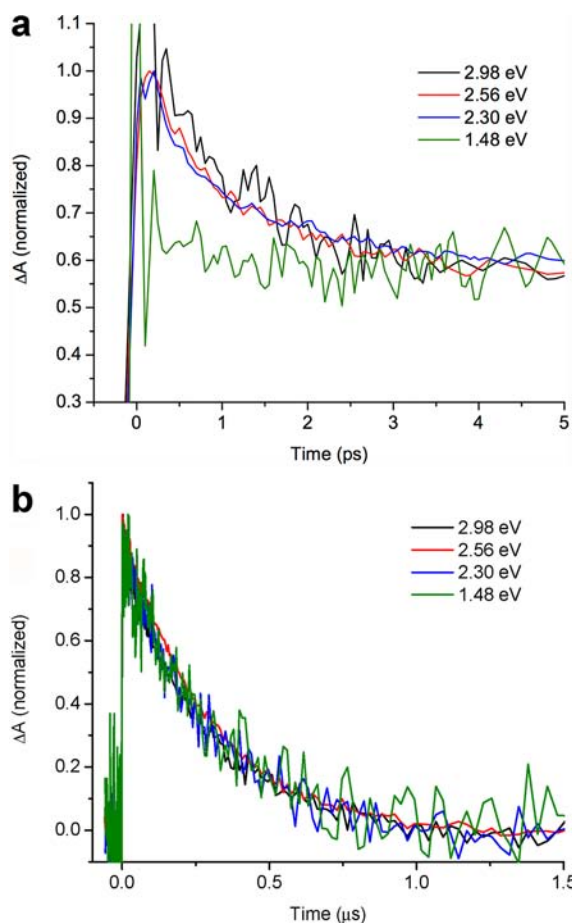 a
1.1
1.0
0.9
0.8
0.7
0.6
0.5
0.4
0.3
ΔA (normalized)
2.98 eV
2.56 eV
2.30 eV
1.48 eV
0 1 2 3 4 5
Time (ps)
b
1.0
0.8
0.6
0.4
0.2
0.0
ΔA (normalized)
2.98 eV
2.56 eV
2.30 eV
1.48 eV
0.0 0.5 1.0 1.5
Time (μs)